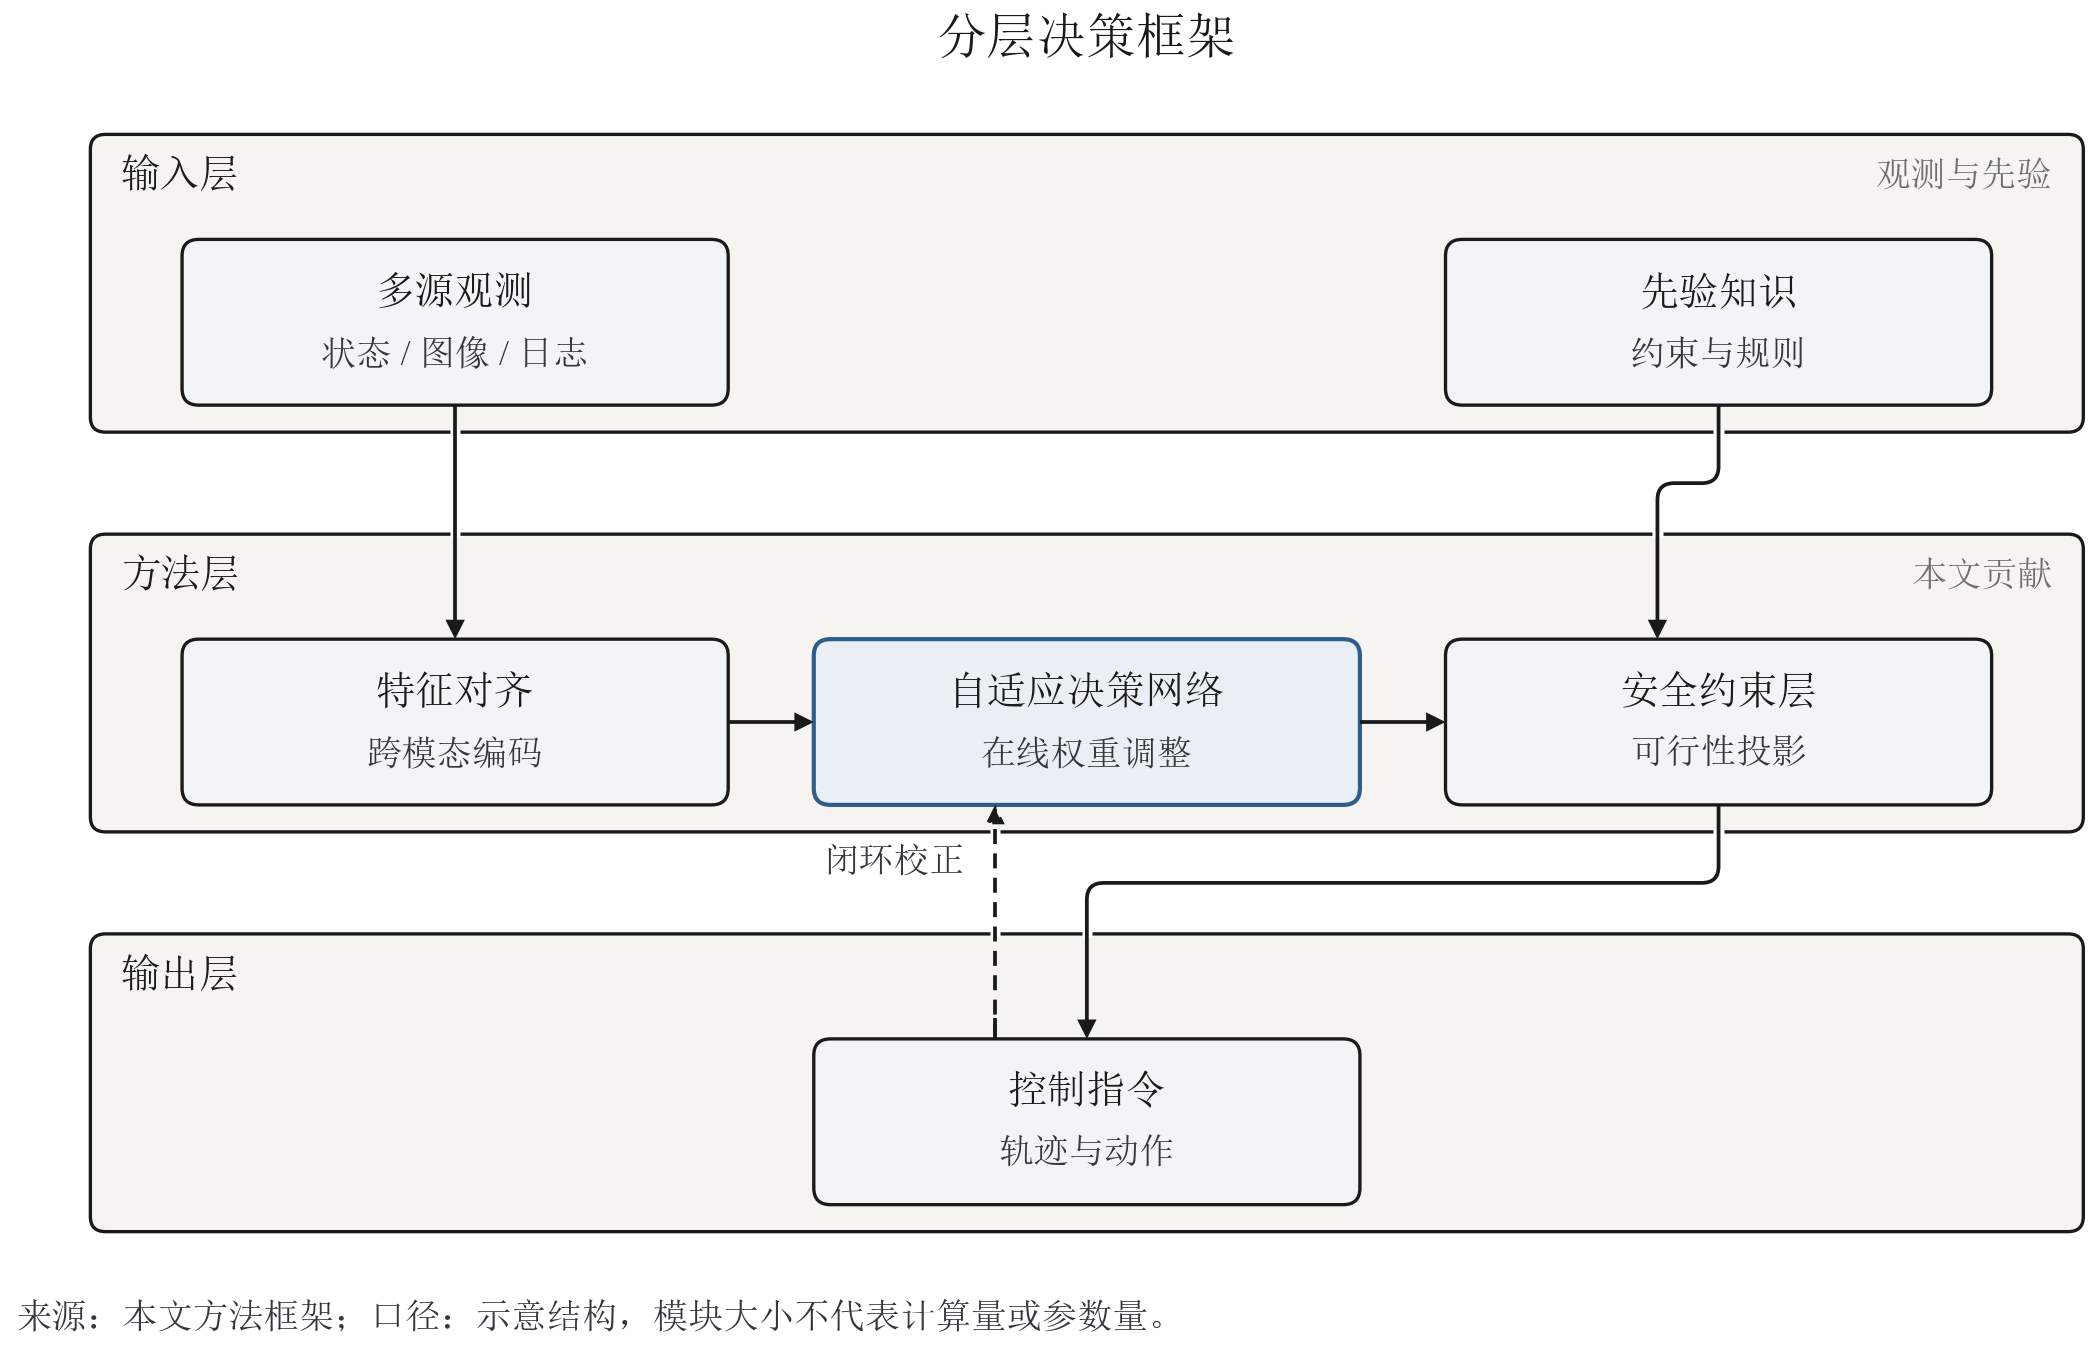 分层决策框架
输入层
观测与先验
多源观测
状态 / 图像 / 日志
先验知识
约束与规则
方法层
本文贡献
特征对齐
跨模态编码
自适应决策网络
在线权重调整
安全约束层
可行性投影
闭环校正
输出层
控制指令
轨迹与动作
来源：本文方法框架；口径：示意结构，模块大小不代表计算量或参数量。